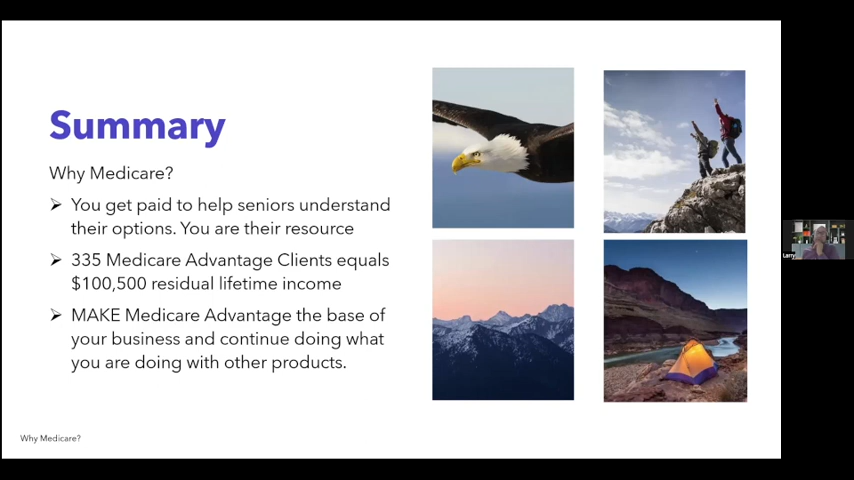 Summary
Why Medicare?
➢ You get paid to help seniors understand
their options. You are their resource
➢ 335 Medicare Advantage Clients equals
$100,500 residual lifetime income
➢ MAKE Medicare Advantage the base of
your business and continue doing what
you are doing with other products.
Why Medicare?
Larry